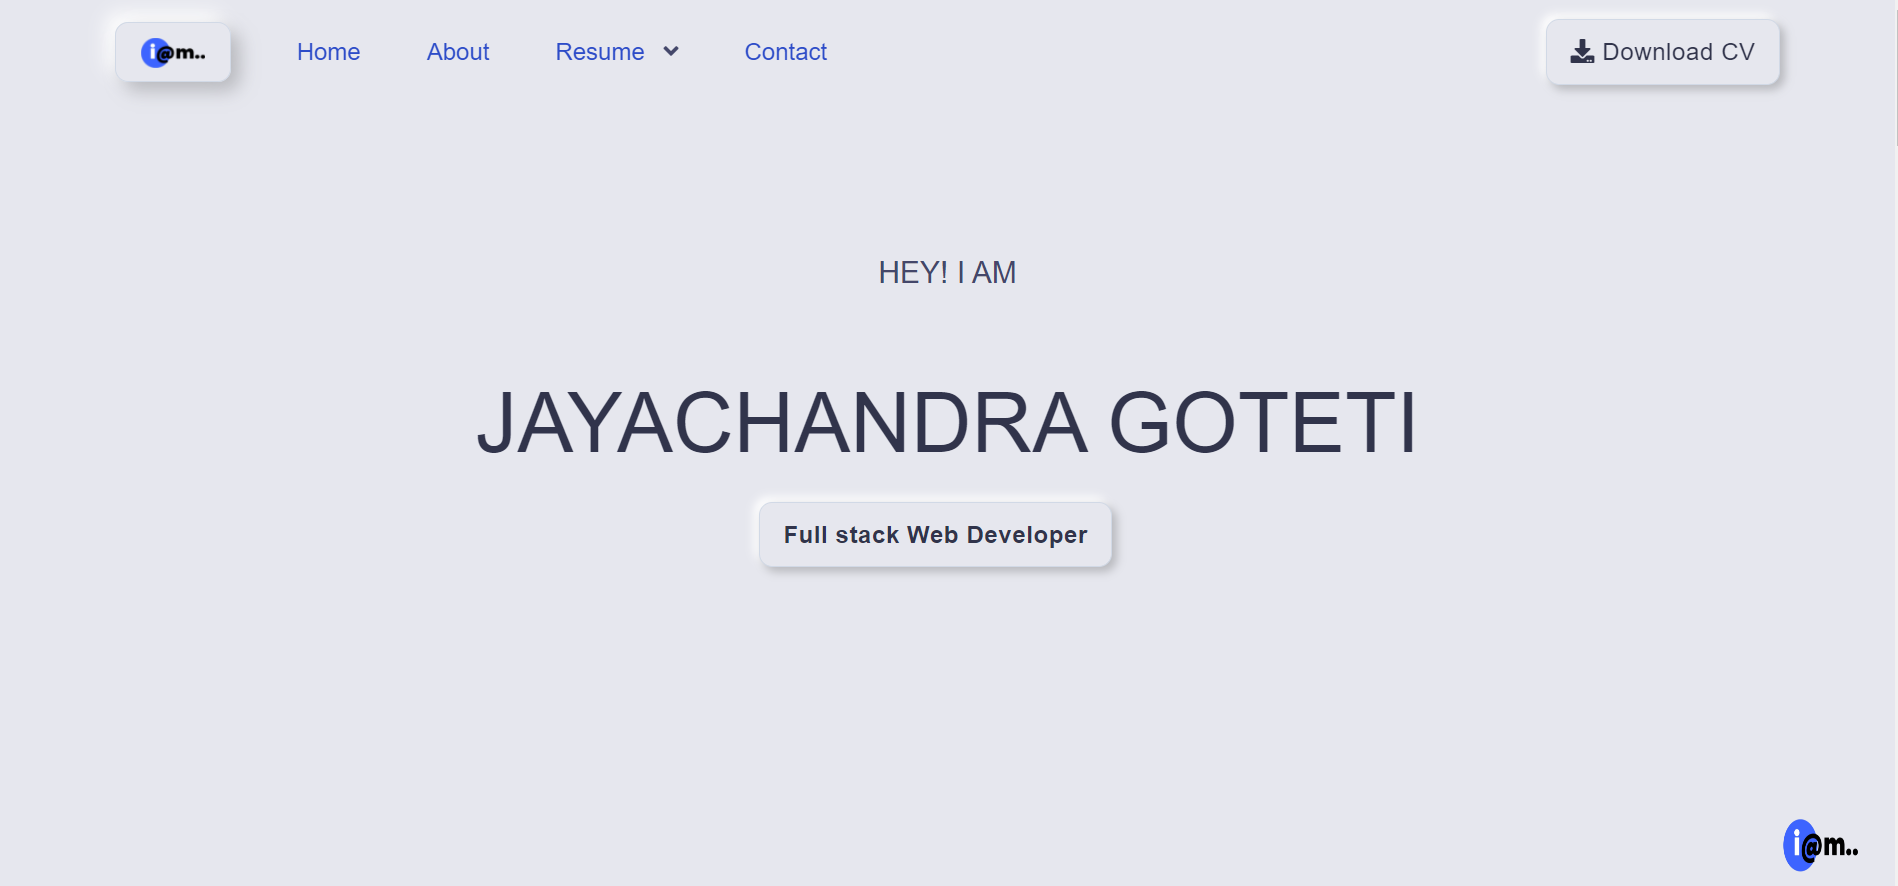 i@m..
Home
About
Resume
Contact
Download CV
HEY! I AM
JAYACHANDRA GOTETI
Full stack Web Developer
i@m..